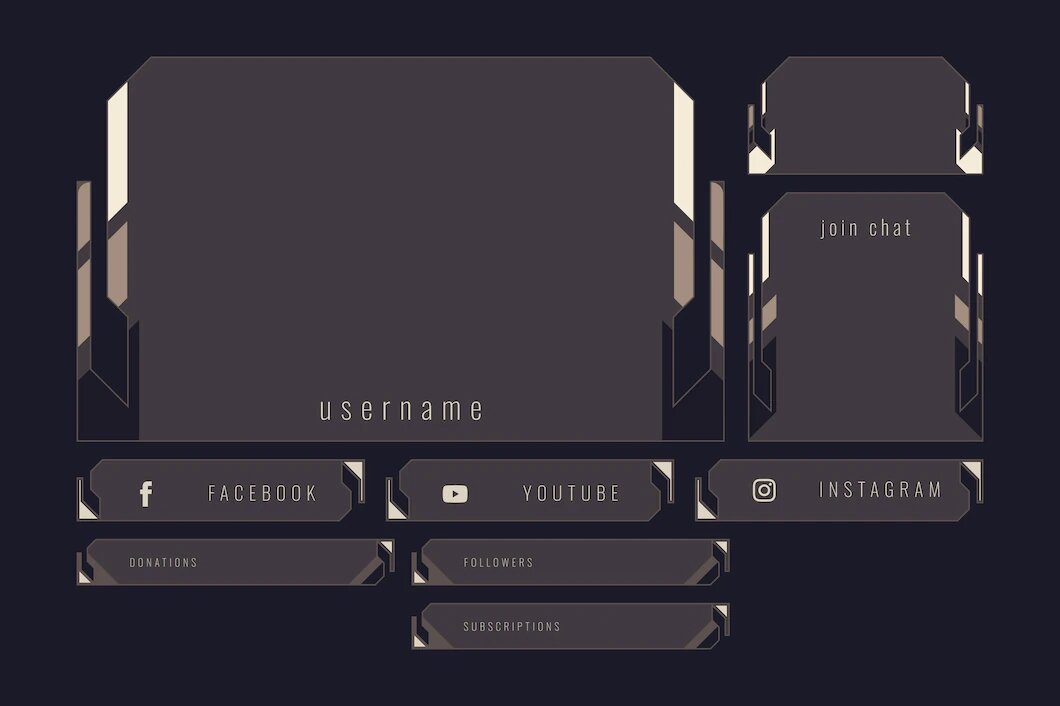 join chat
username
FACEBOOK
YOUTUBE
INSTAGRAM
DONATIONS
FOLLOWERS
SUBSCRIPTIONS